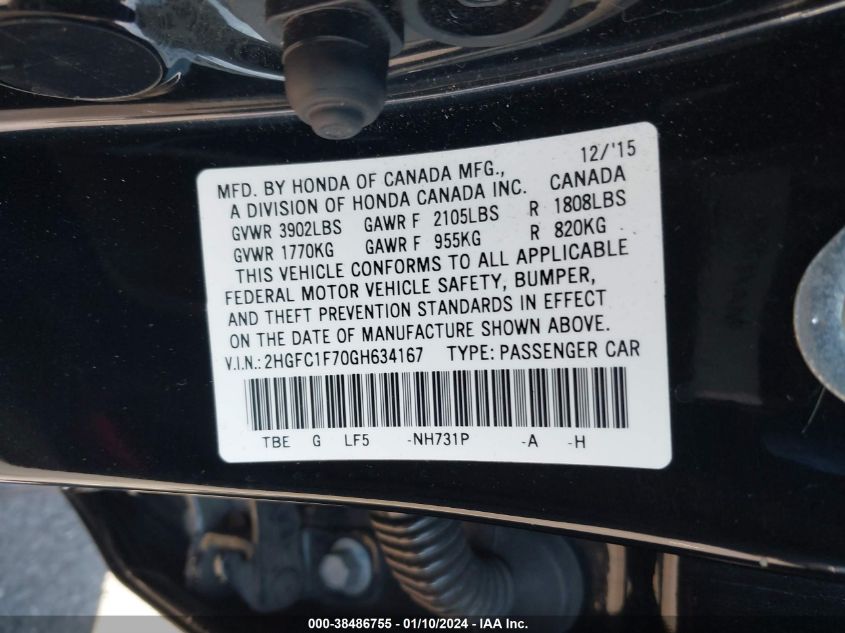 12/'15
MFD. BY HONDA OF CANADA MFG.,
A DIVISION OF HONDA CANADA INC. CANADA
GVWR 3902LBS GAWR F 2105LBS R 1808LBS
GVWR 1770KG GAWR F 955KG R 820KG
THIS VEHICLE CONFORMS TO ALL APPLICABLE
FEDERAL MOTOR VEHICLE SAFETY, BUMPER,
AND THEFT PREVENTION STANDARDS IN EFFECT
ON THE DATE OF MANUFACTURE SHOWN ABOVE.
V.I.N.: 2HGFC1F70GH634167 TYPE: PASSENGER CAR
TBE G LF5 -NH731P -A -H
000-38486755 - 01/10/2024 - IAA Inc.